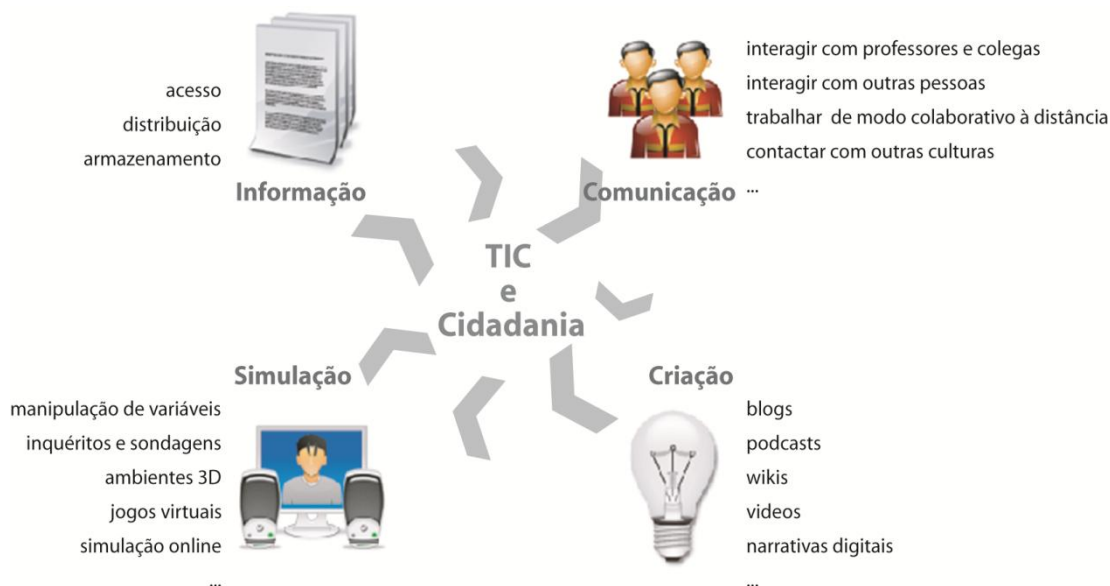 acesso
distribuição
armazenamento
Informação
interagir com professores e colegas
interagir com outras pessoas
trabalhar de modo colaborativo à distância
contactar com outras culturas
...
Comunicação
TIC
e
Cidadania
Simulação
manipulação de variáveis
inquéritos e sondagens
ambientes 3D
jogos virtuais
simulação online
...
Criação
blogs
podcasts
wikis
videos
narrativas digitais
...